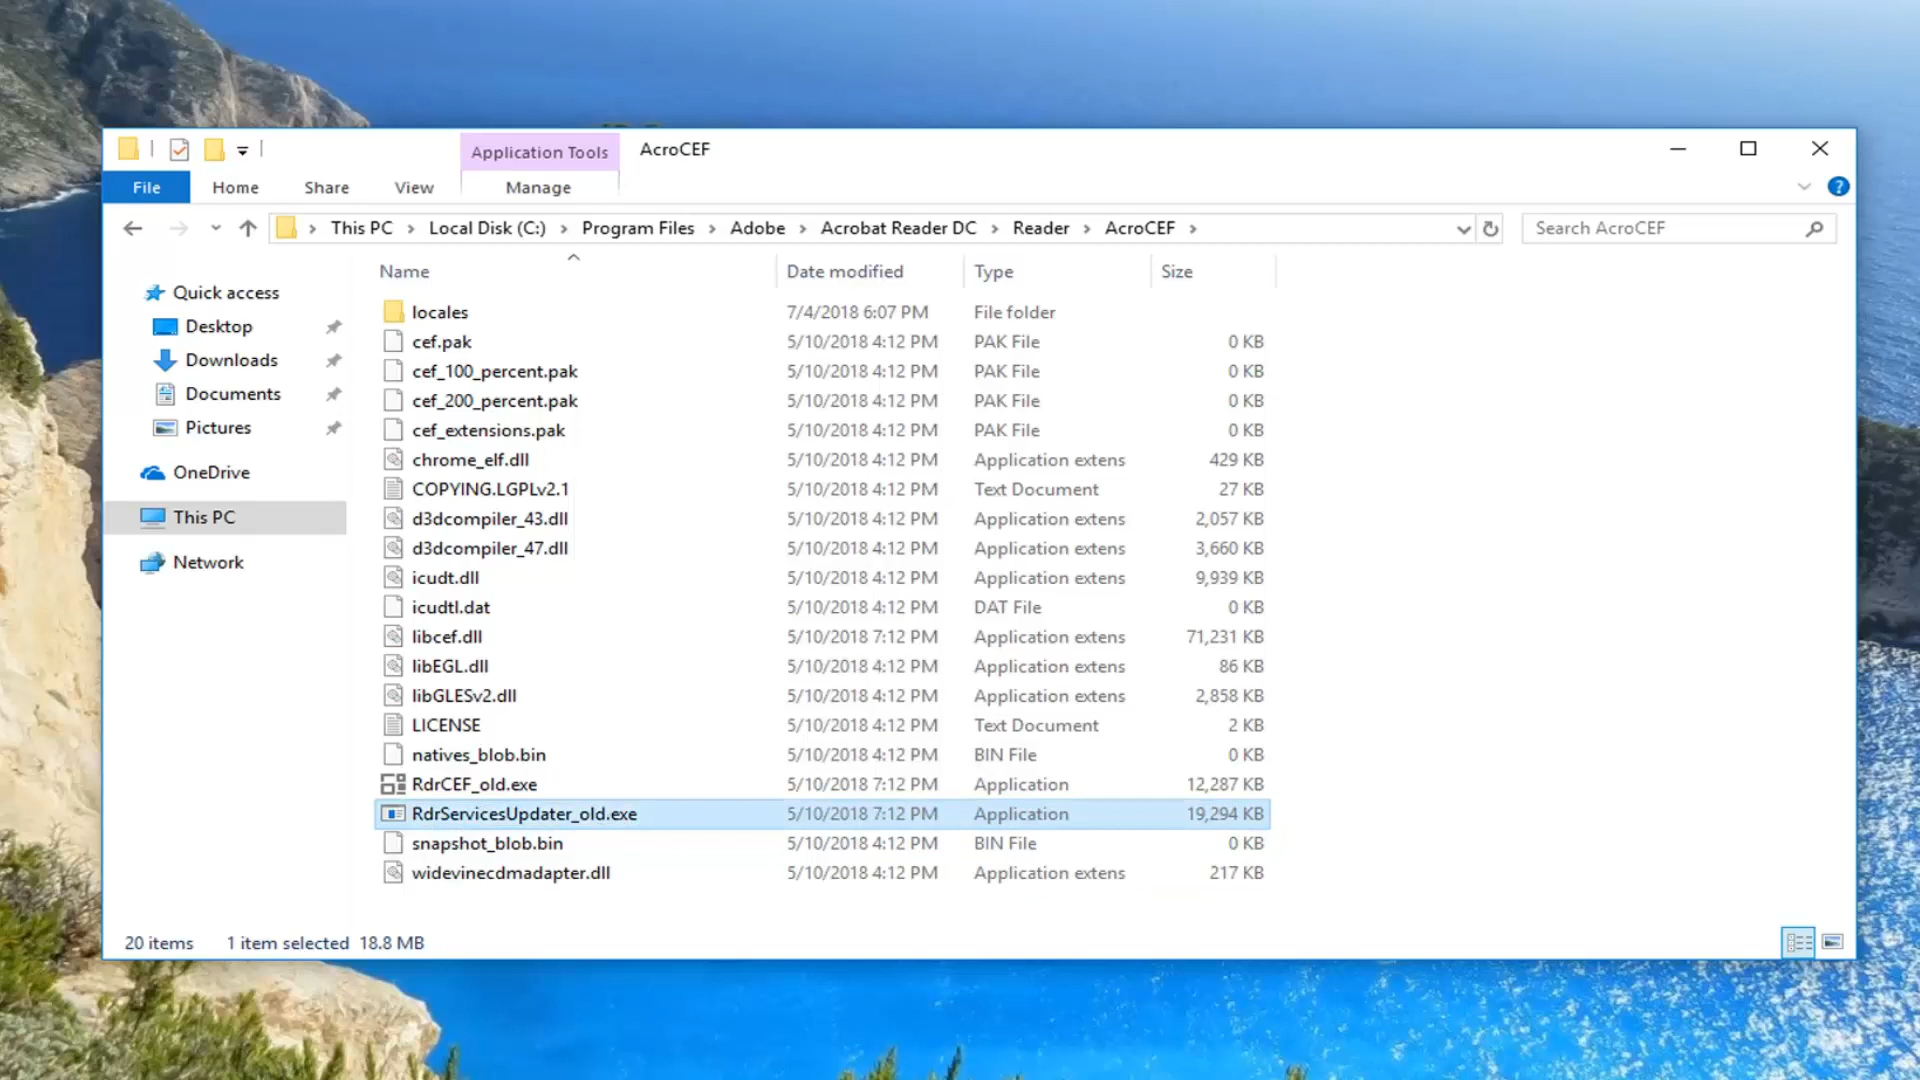 Application Tools AcroCEF
File Home Share View Manage ?
This PC Local Disk (C:) Program Files Adobe Acrobat Reader DC Reader AcroCEF Search AcroCEF
Name Date modified Type Size
Quick access
Desktop
Downloads
Documents
Pictures
OneDrive
This PC
Network
locales 7/4/2018 6:07 PM File folder
cef.pak 5/10/2018 4:12 PM PAK File 0 KB
cef_100_percent.pak 5/10/2018 4:12 PM PAK File 0 KB
cef_200_percent.pak 5/10/2018 4:12 PM PAK File 0 KB
cef_extensions.pak 5/10/2018 4:12 PM PAK File 0 KB
chrome_elf.dll 5/10/2018 4:12 PM Application extens 429 KB
COPYING.LGPLv2.1 5/10/2018 4:12 PM Text Document 27 KB
d3dcompiler_43.dll 5/10/2018 4:12 PM Application extens 2,057 KB
d3dcompiler_47.dll 5/10/2018 4:12 PM Application extens 3,660 KB
icudt.dll 5/10/2018 4:12 PM Application extens 9,939 KB
icudtl.dat 5/10/2018 4:12 PM DAT File 0 KB
libcef.dll 5/10/2018 7:12 PM Application extens 71,231 KB
libEGL.dll 5/10/2018 4:12 PM Application extens 86 KB
libGLESv2.dll 5/10/2018 4:12 PM Application extens 2,858 KB
LICENSE 5/10/2018 4:12 PM Text Document 2 KB
natives_blob.bin 5/10/2018 4:12 PM BIN File 0 KB
RdrCEF_old.exe 5/10/2018 7:12 PM Application 12,287 KB
RdrServicesUpdater_old.exe 5/10/2018 7:12 PM Application 19,294 KB
snapshot_blob.bin 5/10/2018 4:12 PM BIN File 0 KB
widevinecdmadapter.dll 5/10/2018 4:12 PM Application extens 217 KB
20 items 1 item selected 18.8 MB